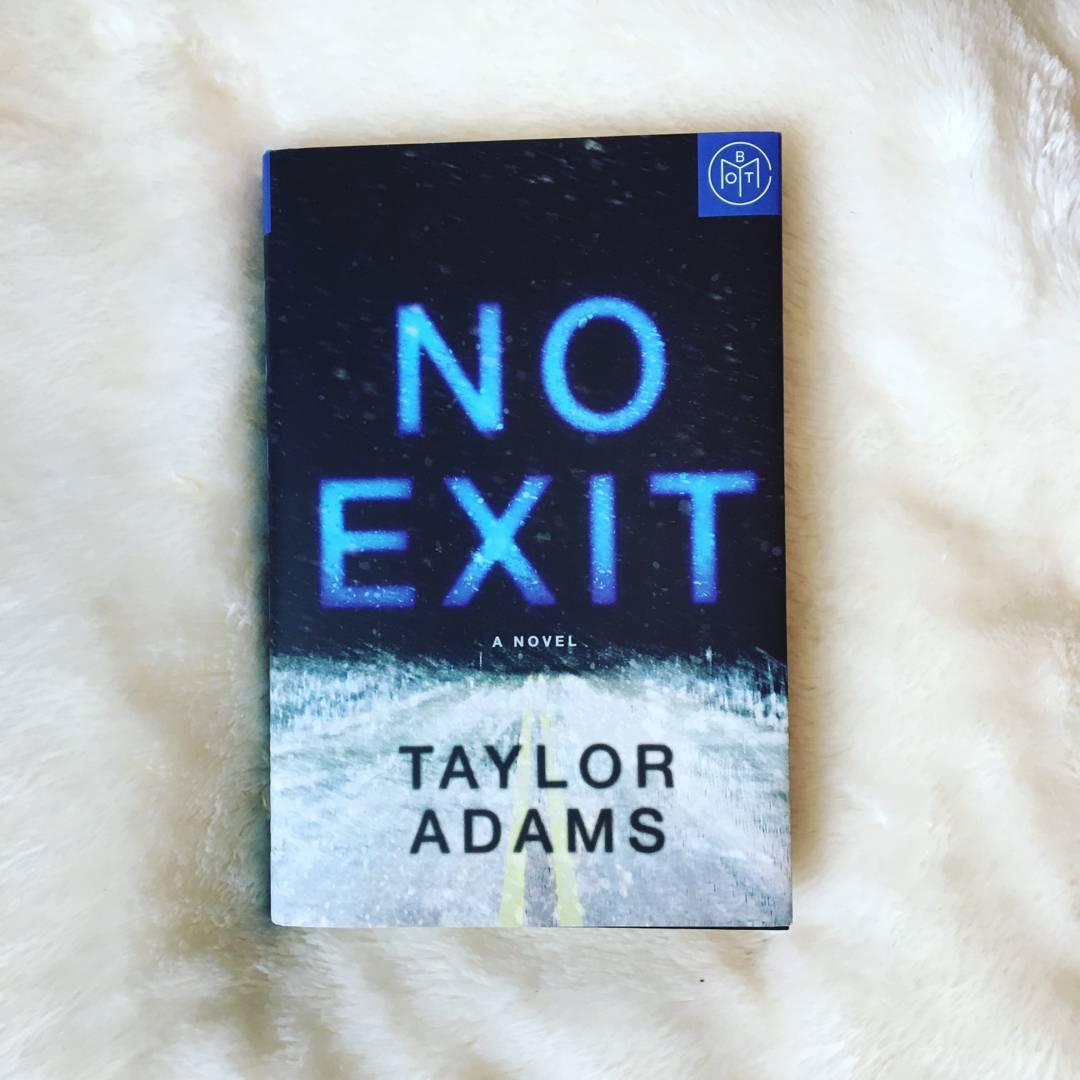 B
O T
M
NO
EXIT
A NOVEL
TAYLOR
ADAMS